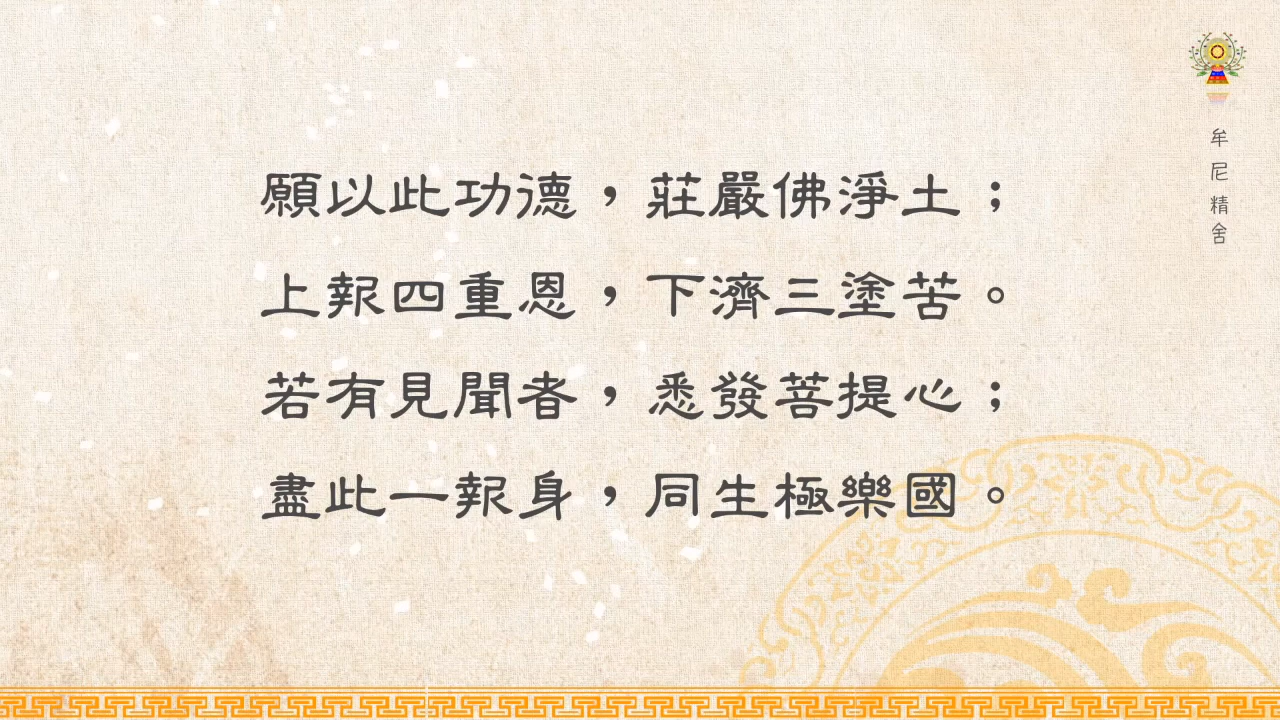 願以此功德，莊嚴佛淨土；
上報四重恩，下濟三塗苦。
若有見聞者，悉發菩提心；
盡此一報身，同生極樂國。
牟尼精舍